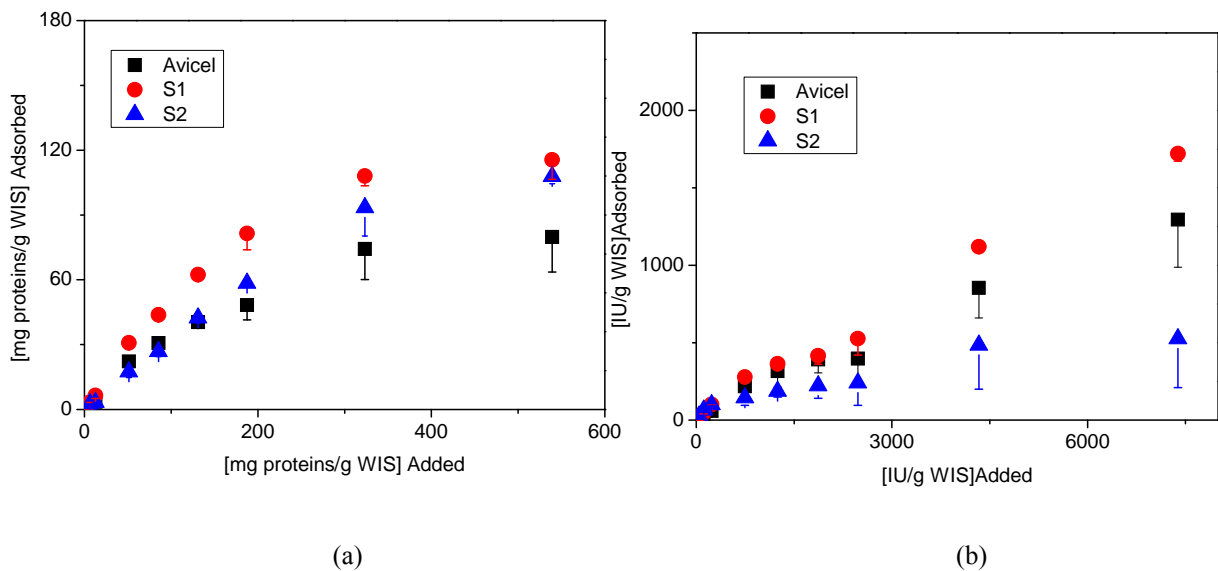 180
120
60
0
0
200
400
600
[mg proteins/g WIS] Adsorbed
[mg proteins/g WIS] Added
Avicel
S1
S2
(a)
2000
1000
0
0
3000
6000
[IU/g WIS]Adsorbed
[IU/g WIS]Added
Avicel
S1
S2
(b)